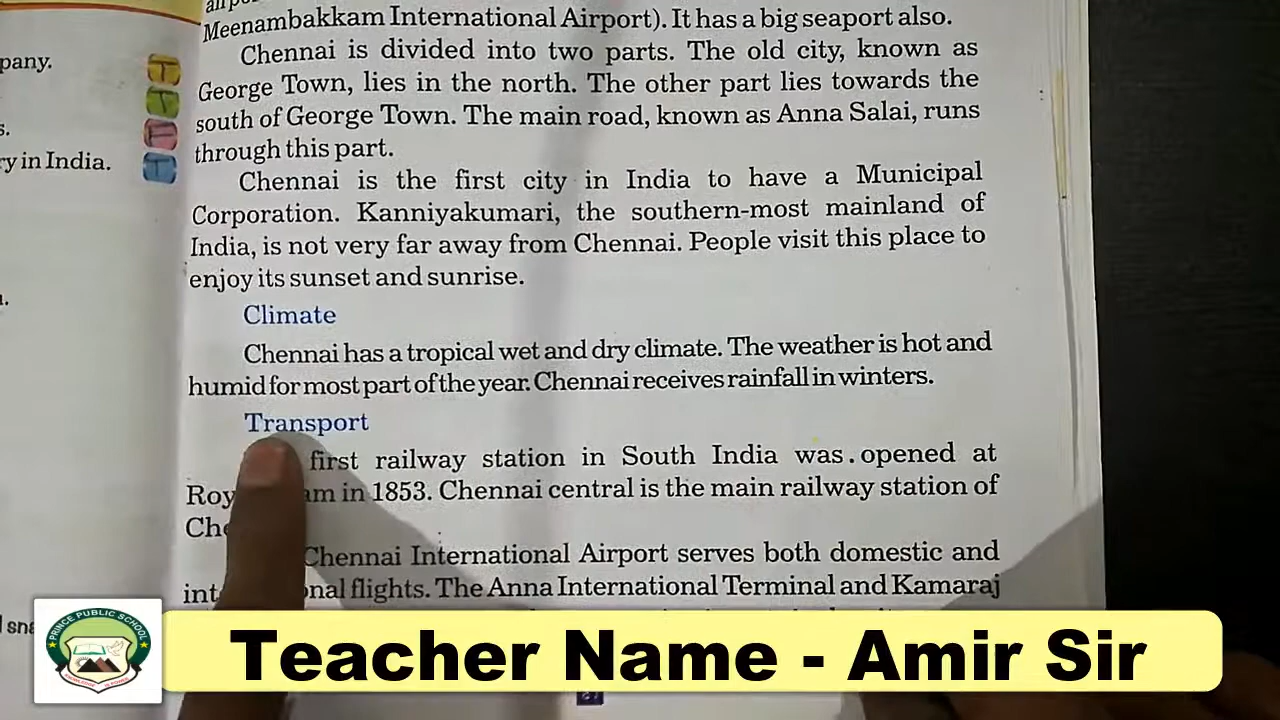 Meenambakkam International Airport). It has a big seaport also.
Chennai is divided into two parts. The old city, known as
George Town, lies in the north. The other part lies towards the
south of George Town. The main road, known as Anna Salai, runs
through this part.
Chennai is the first city in India to have a Municipal
Corporation. Kanniyakumari, the southern-most mainland of
India, is not very far away from Chennai. People visit this place to
enjoy its sunset and sunrise.
Climate
Chennai has a tropical wet and dry climate. The weather is hot and
humid for most part of the year. Chennai receives rainfall in winters.
Transport
first railway station in South India was opened at
Roy am in 1853. Chennai central is the main railway station of
Che
Chennai International Airport serves both domestic and
int onal flights. The Anna International Terminal and Kamaraj
pany.
s.
ry in India.
PRINCE PUBLIC SCHOOL
Teacher Name - Amir Sir